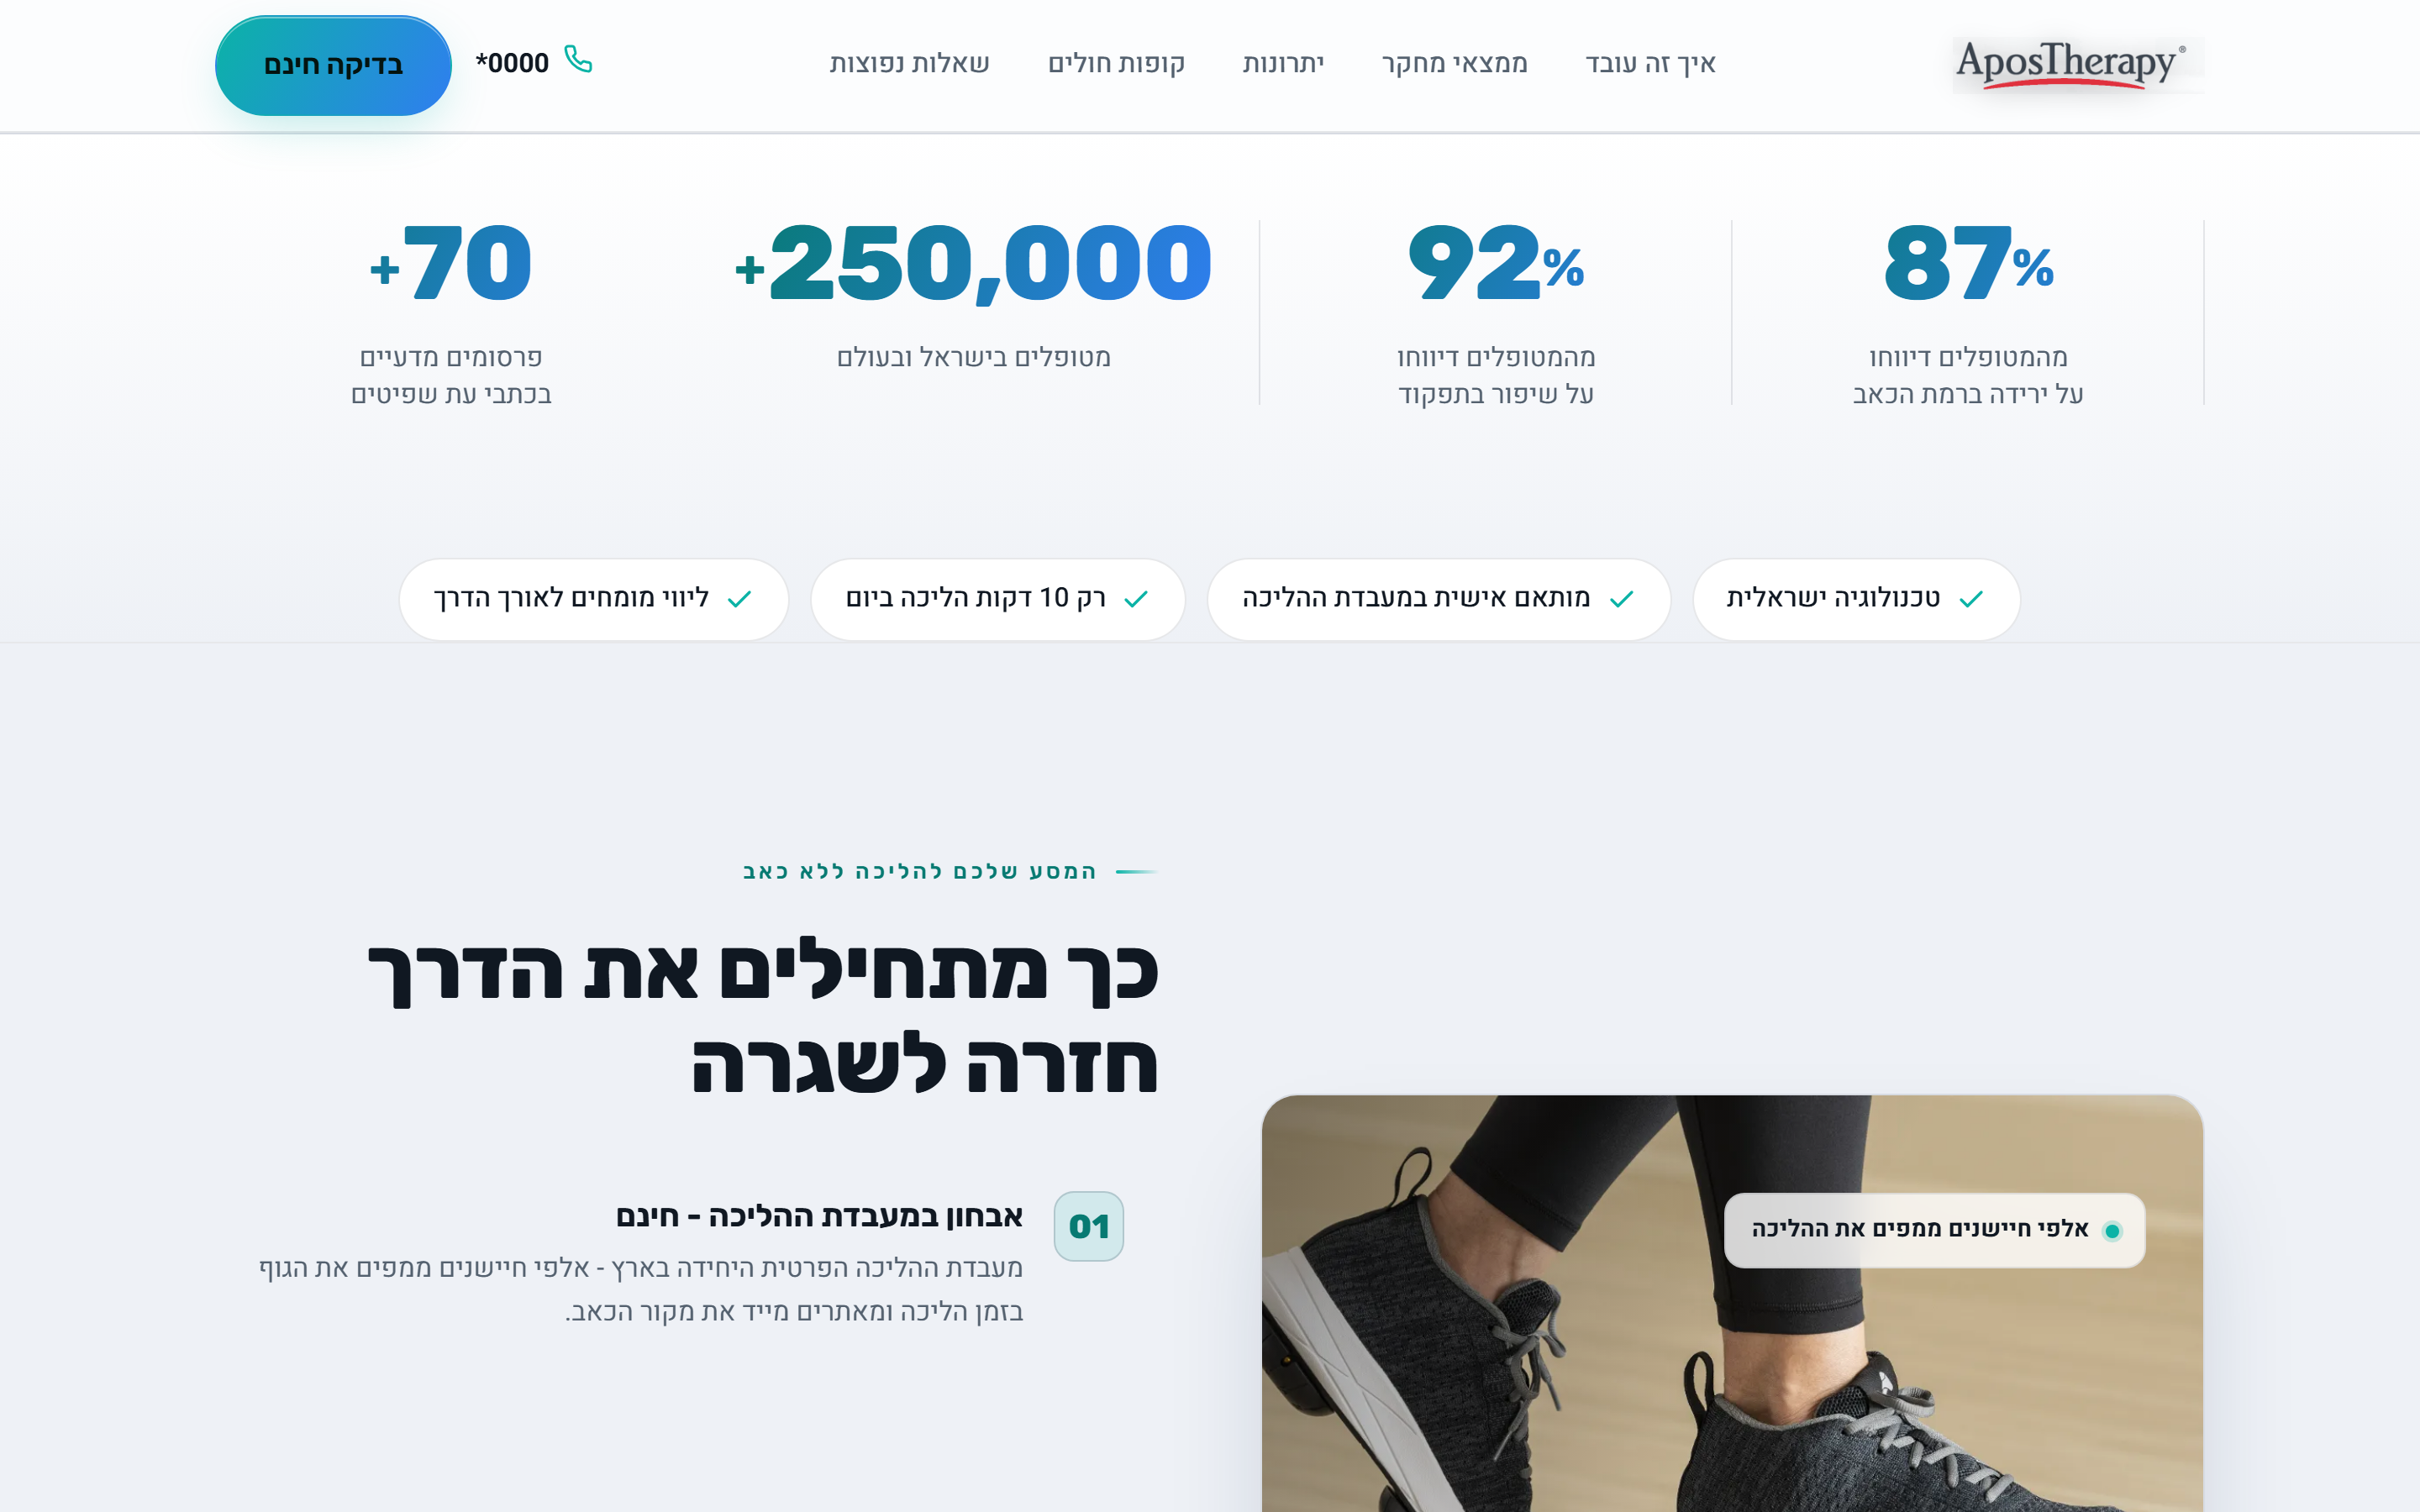 AposTherapy®
איך זה עובד
ממצאי מחקר
יתרונות
קופות חולים
שאלות נפוצות
*0000
בדיקה חינם
87%
מהמטופלים דיווחו
על ירידה ברמת הכאב
92%
מהמטופלים דיווחו
על שיפור בתפקוד
250,000+
מטופלים בישראל ובעולם
70+
פרסומים מדעיים
בכתבי עת שפיטים
טכנולוגיה ישראלית
מותאם אישית במעבדת ההליכה
רק 10 דקות הליכה ביום
ליווי מומחים לאורך הדרך
המסע שלכם להליכה ללא כאב
כך מתחילים את הדרך
חזרה לשגרה
אלפי חיישנים ממפים את ההליכה
01
אבחון במעבדת ההליכה - חינם
מעבדת ההליכה הפרטית היחידה בארץ - אלפי חיישנים ממפים את הגוף
בזמן הליכה ומאתרים מייד את מקור הכאב.